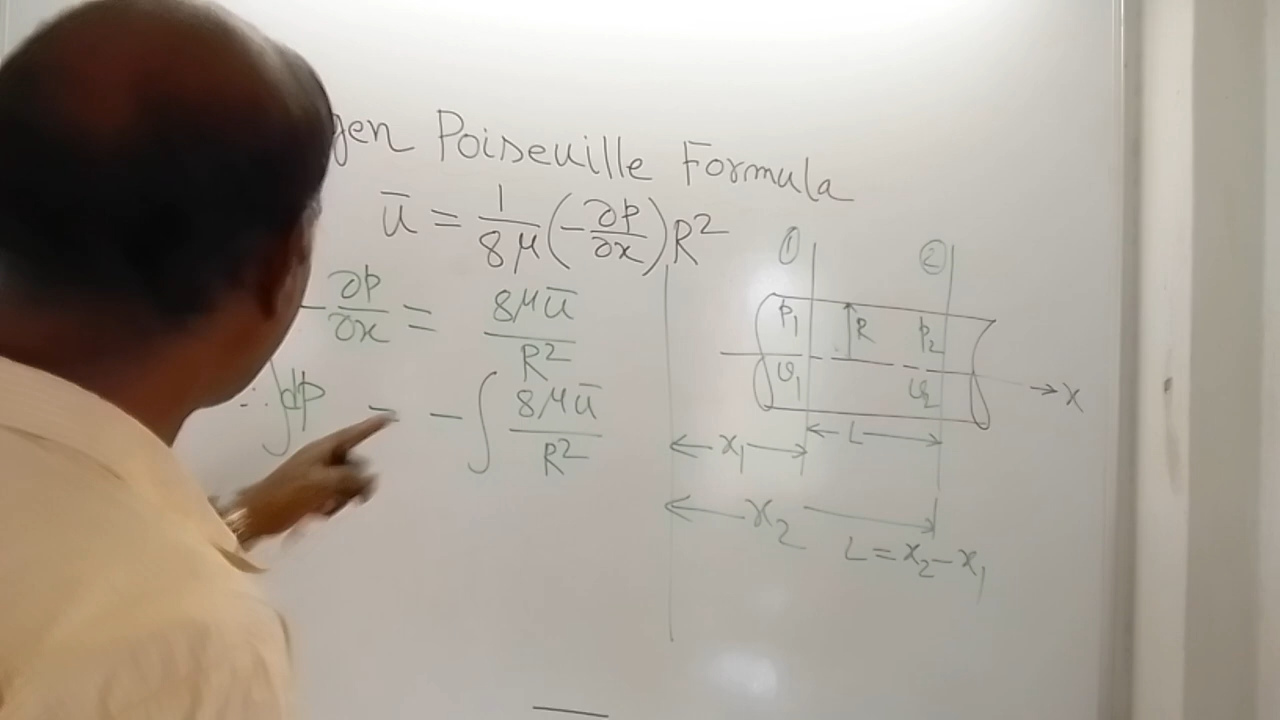 gen Poiseuille Formula
ū = 1/8μ (-∂p/∂x) R²
-∂p/∂x = 8μū/R²
∴ ∫dp = -∫ 8μū/R²
① ②
p₁ R p₂
υ₁ υ₂
→ x
x₁ L
x₂
L = x₂ - x₁